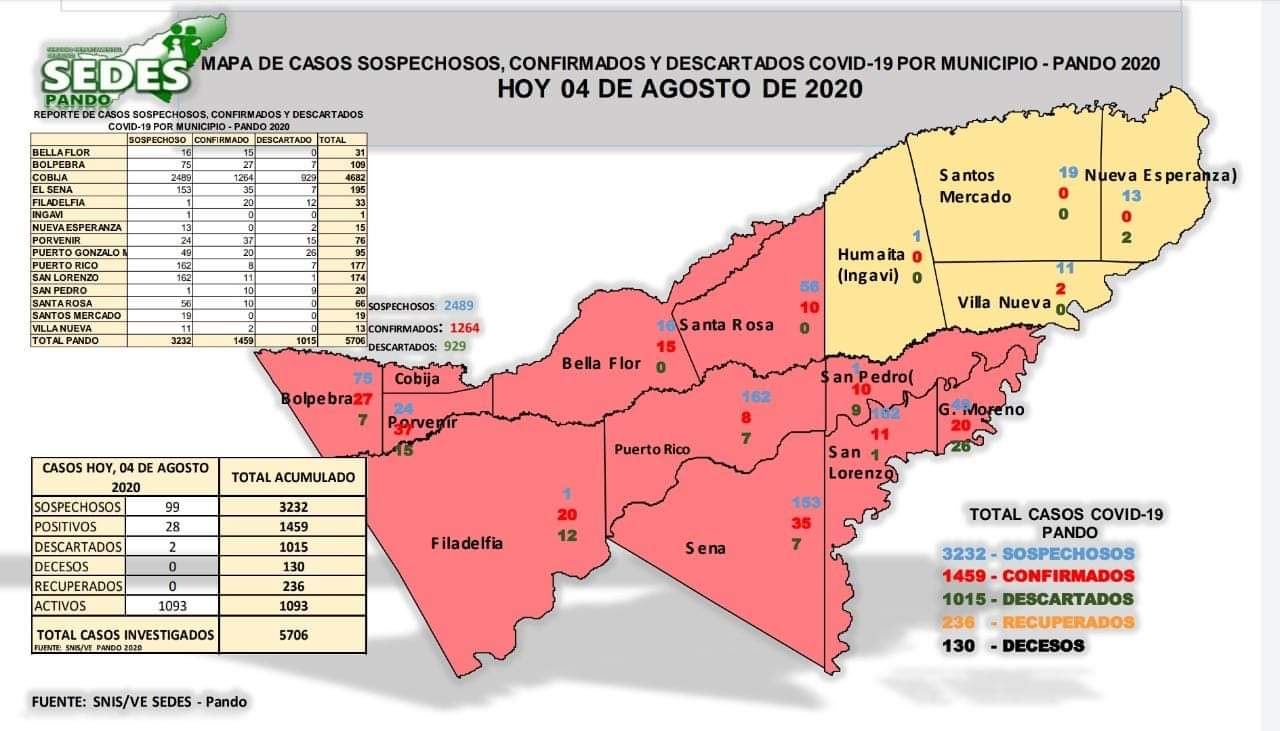 SEDES
PANDO
MAPA DE CASOS SOSPECHOSOS, CONFIRMADOS Y DESCARTADOS COVID-19 POR MUNICIPIO - PANDO 2020
HOY 04 DE AGOSTO DE 2020
REPORTE DE CASOS SOSPECHOSOS, CONFIRMADOS Y DESCARTADOS
COVID-19 POR MUNICIPIO - PANDO 2020
SOSPECHOSO CONFIRMADO DESCARTADO TOTAL
BELLA FLOR 16 15 0 31
BOLPEBRA 75 27 7 109
COBIJA 2489 1264 929 4682
EL SENA 153 35 7 195
FILADELFIA 1 20 12 33
INGAVI 1 0 0 1
NUEVA ESPERANZA 13 0 2 15
PORVENIR 24 37 15 76
PUERTO GONZALO M 49 20 26 95
PUERTO RICO 162 8 7 177
SAN LORENZO 162 11 1 174
SAN PEDRO 1 10 9 20
SANTA ROSA 56 10 0 66
SANTOS MERCADO 19 0 0 19
VILLA NUEVA 11 2 0 13
TOTAL PANDO 3232 1459 1015 5706
SOSPECHOSOS: 2489
CONFIRMADOS: 1264
DESCARTADOS: 929
Santos
Mercado
19
0
0
Nueva Esperanza)
13
0
2
Humaita
(Ingavi)
1
0
0
Villa Nueva
11
2
0
Santa Rosa
56
10
0
Bella Flor
16
15
0
Cobija
Bolpebra
75
27
7
Porvenir
24
37
15
Puerto Rico
162
8
7
San Pedro(
1
10
9
)
San
Lorenzo
162
11
1
G. Moreno
49
20
26
Filadelfia
1
20
12
Sena
153
35
7
CASOS HOY, 04 DE AGOSTO
2020
TOTAL ACUMULADO
SOSPECHOSOS 99 3232
POSITIVOS 28 1459
DESCARTADOS 2 1015
DECESOS 0 130
RECUPERADOS 0 236
ACTIVOS 1093 1093
TOTAL CASOS INVESTIGADOS 5706
FUENTE: SNIS/VE PANDO 2020
TOTAL CASOS COVID-19
PANDO
3232 - SOSPECHOSOS
1459 - CONFIRMADOS
1015 - DESCARTADOS
236 - RECUPERADOS
130 - DECESOS
FUENTE: SNIS/VE SEDES - Pando